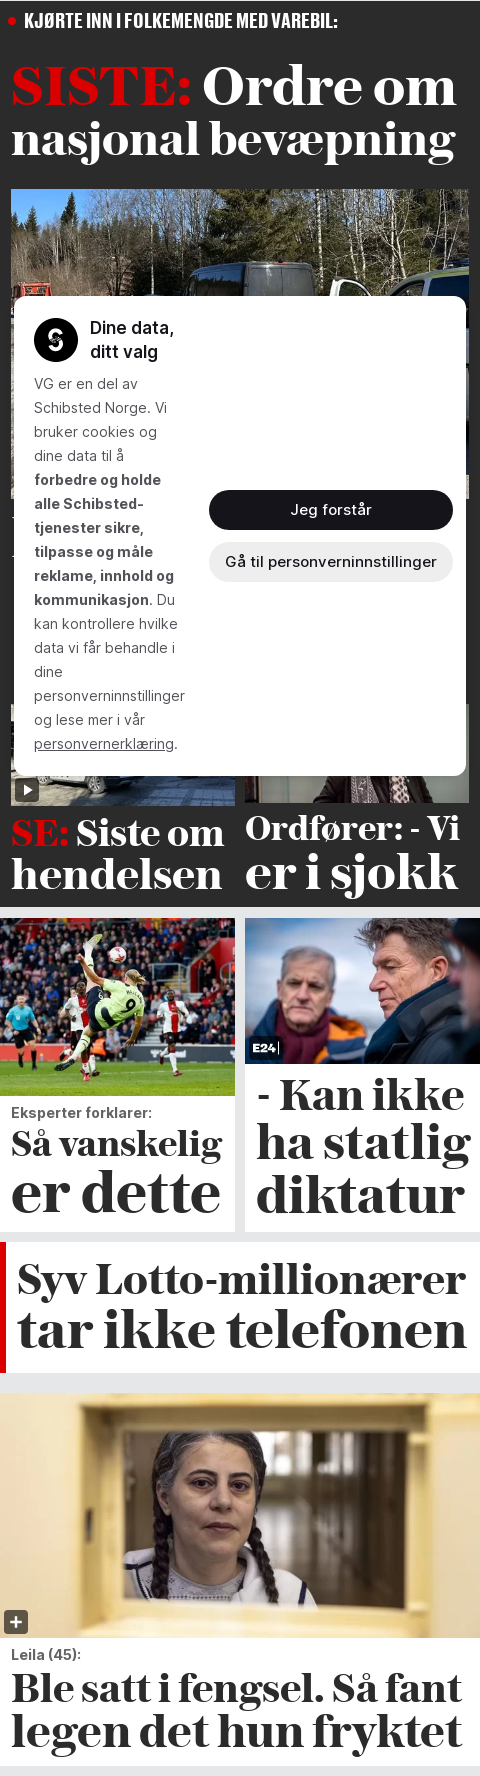 KJØRTE INN I FOLKEMENGDE MED VAREBIL:
SISTE: Ordre om
nasjonal bevæpning
Dine data,
ditt valg
VG er en del av
Schibsted Norge. Vi
bruker cookies og
dine data til å
forbedre og holde
alle Schibsted-
tjenester sikre,
tilpasse og måle
reklame, innhold og
kommunikasjon. Du
kan kontrollere hvilke
data vi får behandle i
dine
personverninnstillinger
og lese mer i vår
personvernerklæring.
Jeg forstår
Gå til personverninnstillinger
SE: Siste om
hendelsen
Ordfører: - Vi
er i sjokk
Eksperter forklarer:
Så vanskelig
er dette
E24
- Kan ikke
ha statlig
diktatur
Syv Lotto-millionærer
tar ikke telefonen
Leila (45):
Ble satt i fengsel. Så fant
legen det hun fryktet